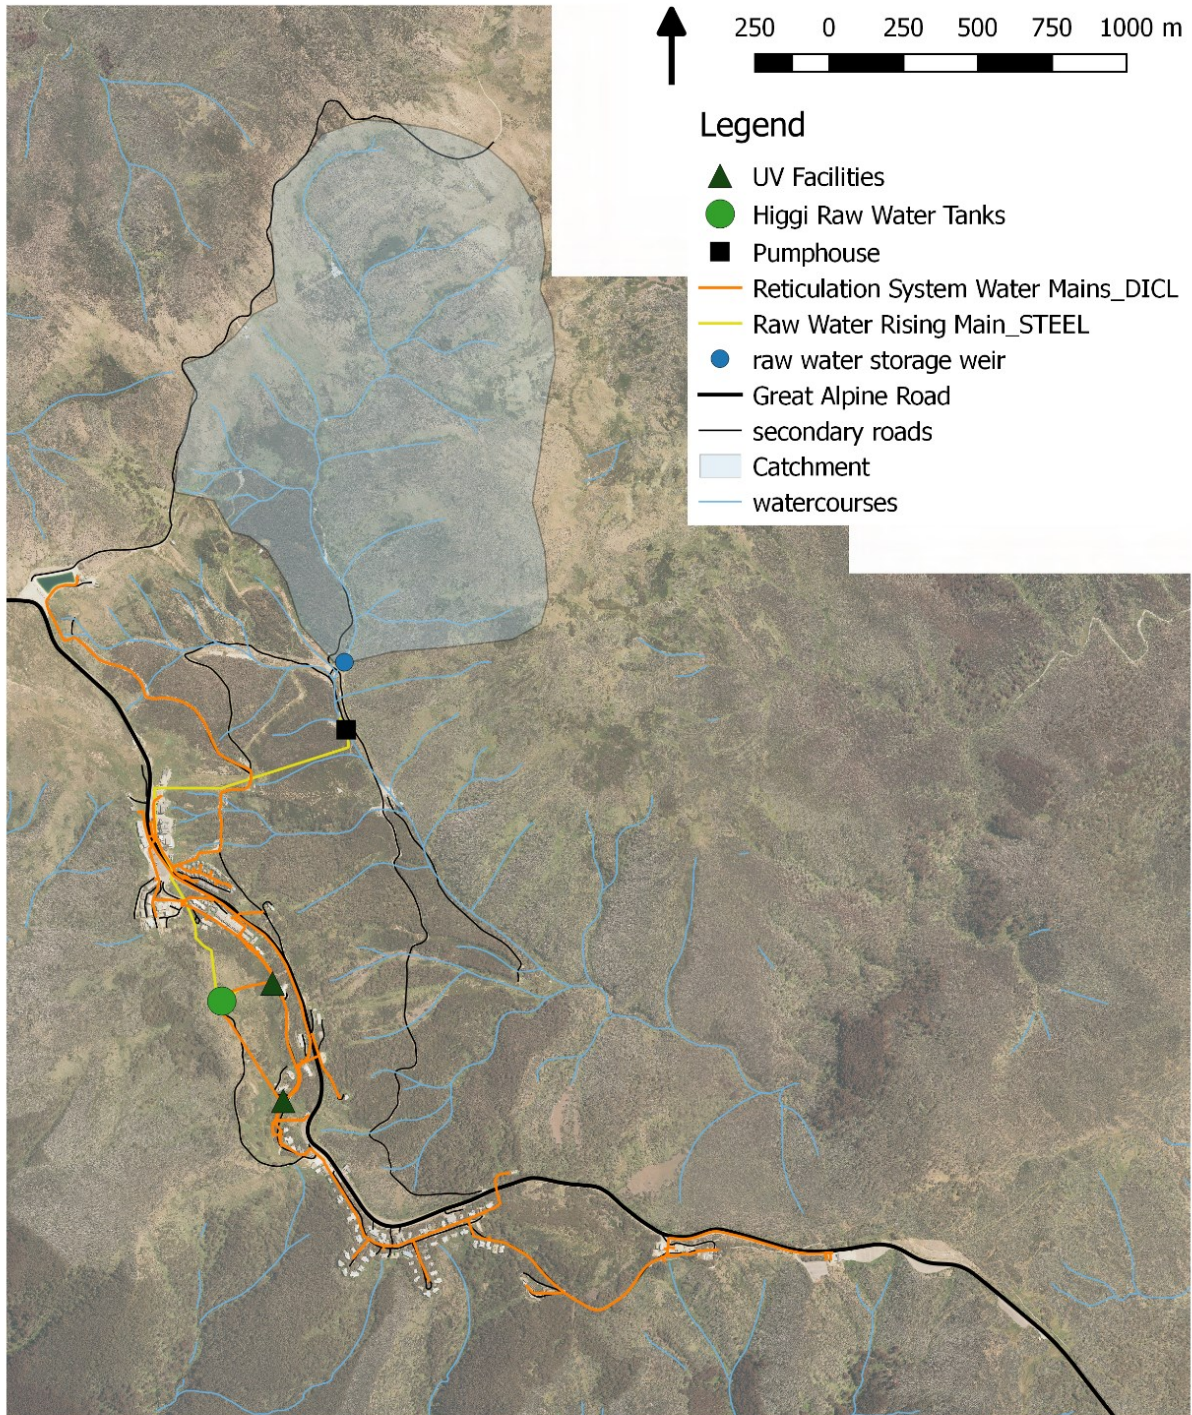 250 0 250 500 750 1000 m
Legend
UV Facilities
Higgi Raw Water Tanks
Pumphouse
Reticulation System Water Mains_DICL
Raw Water Rising Main_STEEL
raw water storage weir
Great Alpine Road
secondary roads
Catchment
watercourses